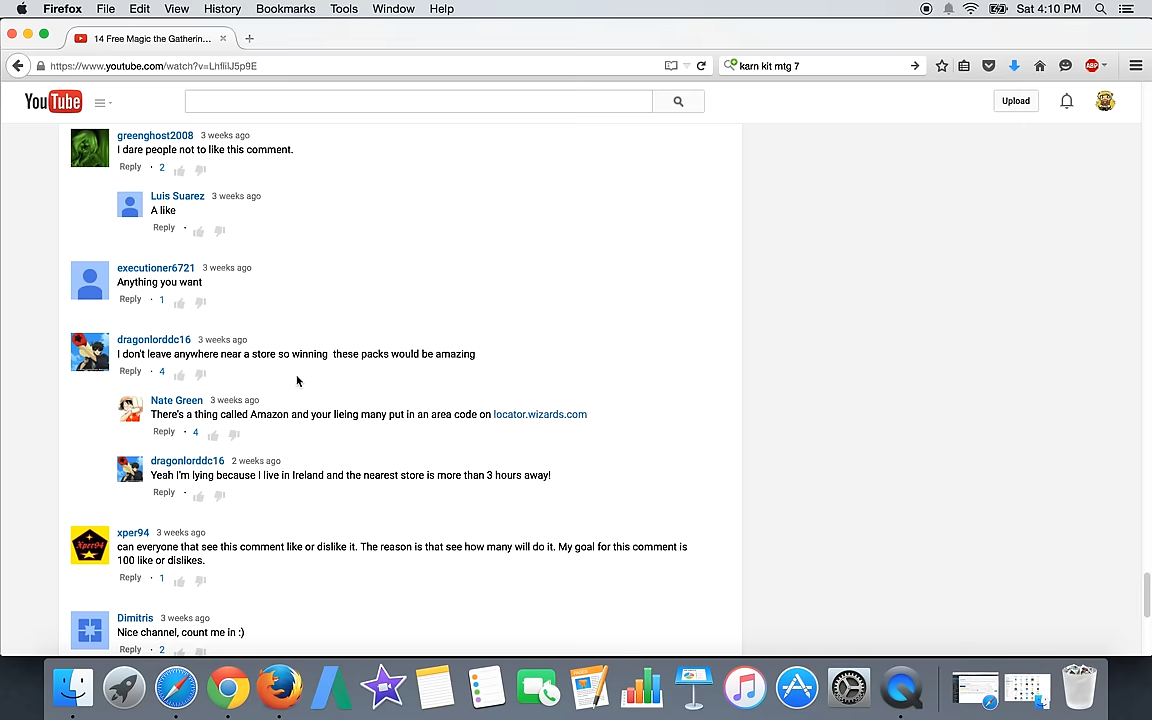 Firefox File Edit View History Bookmarks Tools Window Help Sat 4:10 PM
14 Free Magic the Gatherin...
https://www.youtube.com/watch?v=LhfiIJ5p9E karn kit mtg 7 ABP
YouTube Upload
greenghost2008 3 weeks ago
I dare people not to like this comment.
Reply · 2
Luis Suarez 3 weeks ago
A like
Reply ·
executioner6721 3 weeks ago
Anything you want
Reply · 1
dragonlorddc16 3 weeks ago
I don't leave anywhere near a store so winning these packs would be amazing
Reply · 4
Nate Green 3 weeks ago
There's a thing called Amazon and your lieing many put in an area code on locator.wizards.com
Reply · 4
dragonlorddc16 2 weeks ago
Yeah I'm lying because I live in Ireland and the nearest store is more than 3 hours away!
Reply ·
xper94 3 weeks ago
Xper94
can everyone that see this comment like or dislike it. The reason is that see how many will do it. My goal for this comment is
100 like or dislikes.
Reply · 1
Dimitris 3 weeks ago
Nice channel, count me in :)
Reply · 2